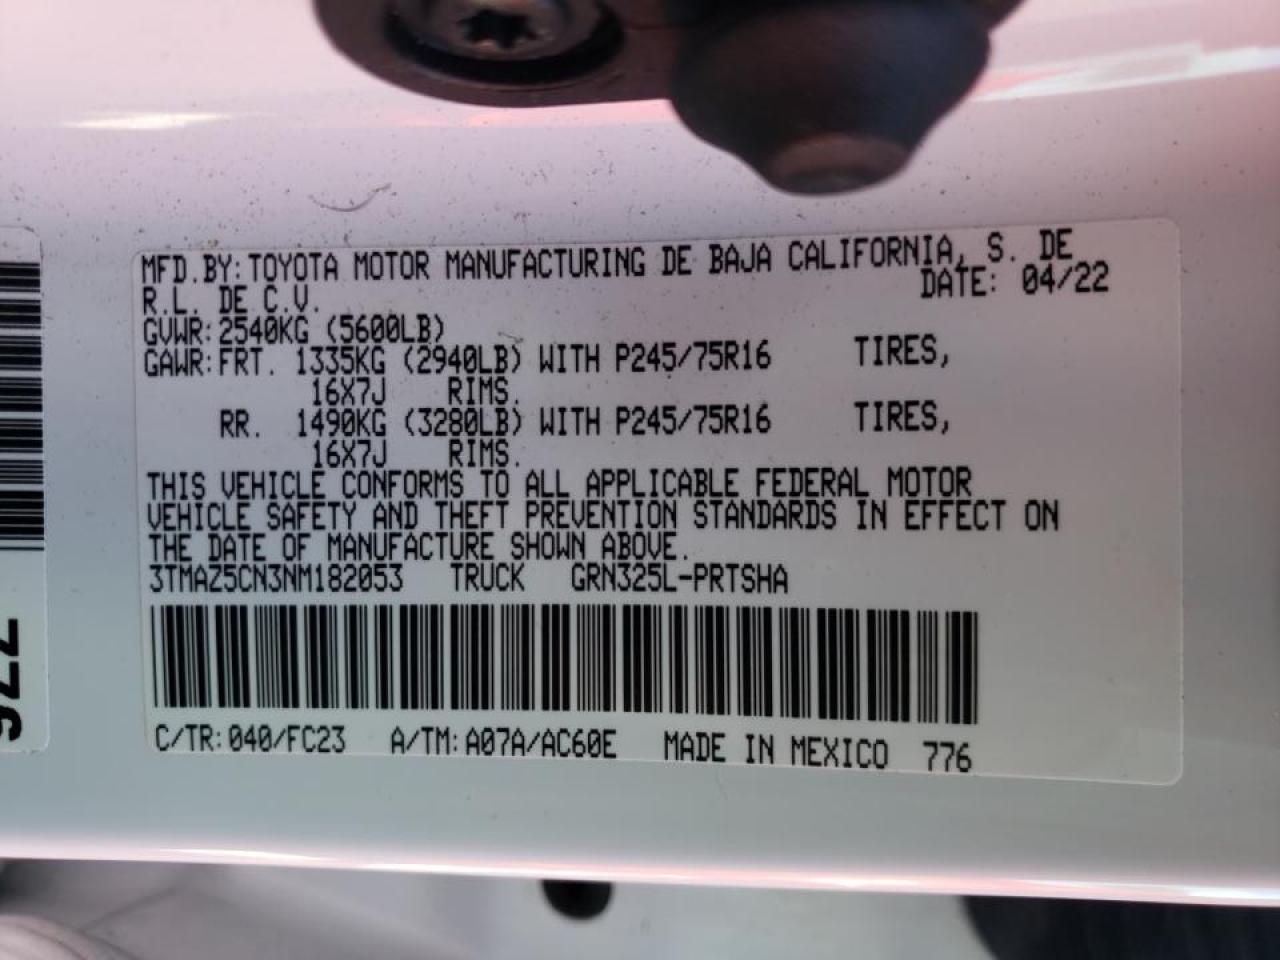 MFD.BY: TOYOTA MOTOR MANUFACTURING DE BAJA CALIFORNIA, S. DE
R.L. DE C.V. DATE: 04/22
GVWR: 2540KG (5600LB)
GAWR: FRT. 1335KG (2940LB) WITH P245/75R16 TIRES,
16X7J RIMS.
RR. 1490KG (3280LB) WITH P245/75R16 TIRES,
16X7J RIMS.
THIS VEHICLE CONFORMS TO ALL APPLICABLE FEDERAL MOTOR
VEHICLE SAFETY AND THEFT PREVENTION STANDARDS IN EFFECT ON
THE DATE OF MANUFACTURE SHOWN ABOVE.
3TMAZ5CN3NM182053 TRUCK GRN325L-PRTSHA
C/TR: 040/FC23 A/TM: A07A/AC60E MADE IN MEXICO 776
776